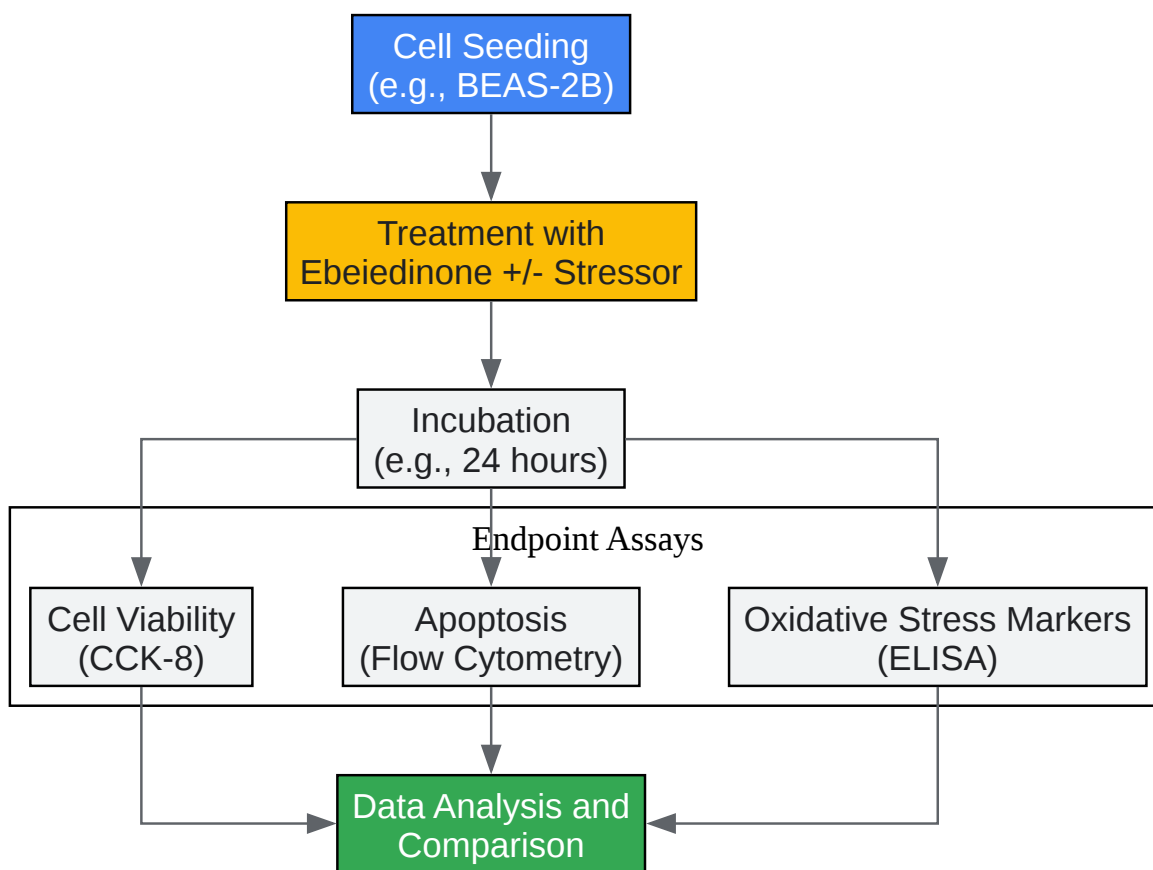 Cell Seeding
(e.g., BEAS-2B)
Treatment with
Ebeiedinone +/- Stressor
Incubation
(e.g., 24 hours)
Endpoint Assays
Cell Viability
(CCK-8)
Apoptosis
(Flow Cytometry)
Oxidative Stress Markers
(ELISA)
Data Analysis and
Comparison